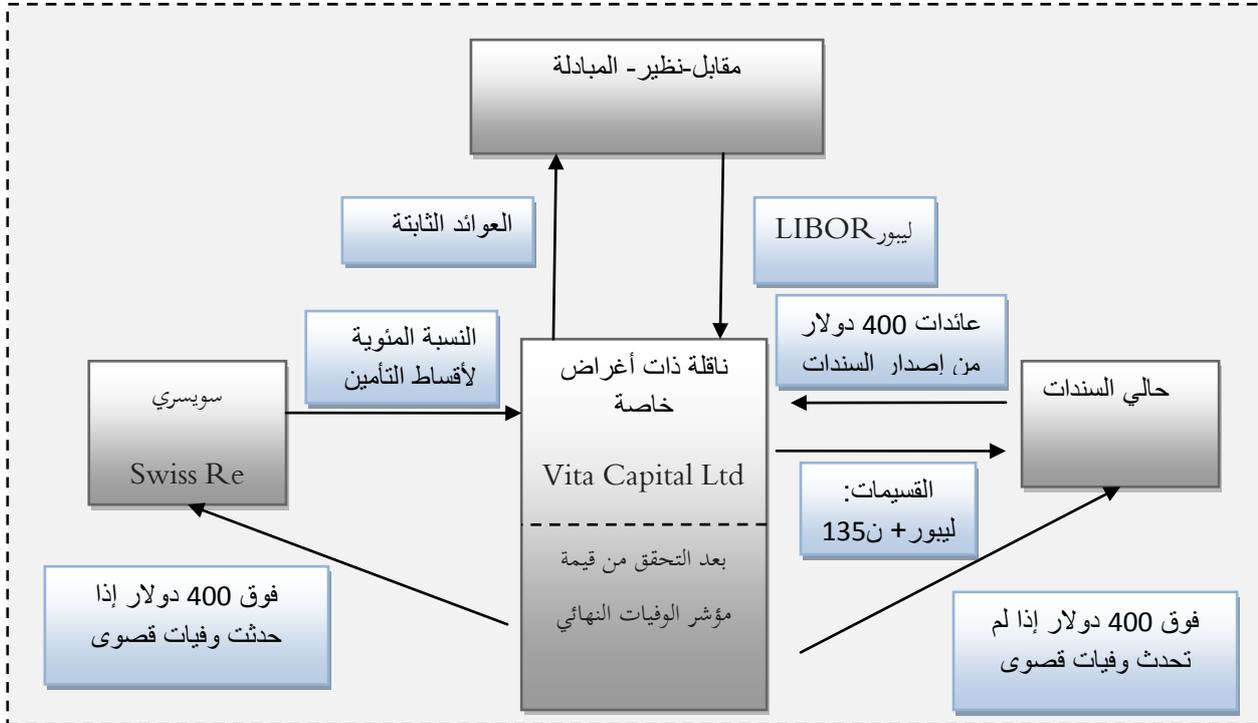 مقابل-نظير- المبادلة
العوائد الثابتة
ليبورLIBOR
النسبة المئوية
لأقساط التأمين
عائدات 400 دولار
من إصدار السندات
سويسري
Swiss Re
ناقلة ذات أغراض
خاصة
Vita Capital Ltd
حالي السندات
القسيمات:
ليبور+ ن135
بعد التحقق من قيمة
مؤشر الوفيات النهائي
فوق 400 دولار إذا
حدثت وفيات قصوى
فوق 400 دولار إذا لم
تحدث وفيات قصوى